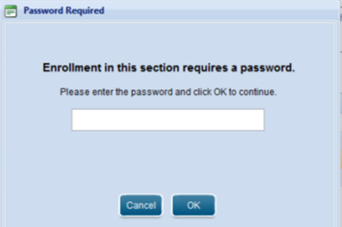 Password Required
Enrollment in this section requires a password.
Please enter the password and click OK to continue.
Cancel OK